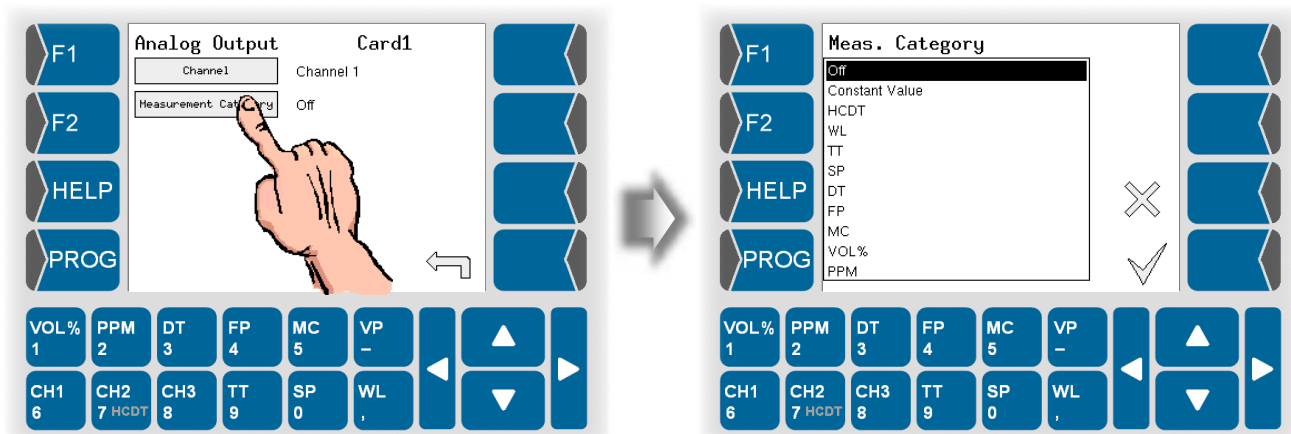 F1
F2
HELP
PROG
Analog Output Card1
Channel Channel 1
Measurement Category Off
VOL% PPM DT FP MC VP
1 2 3 4 5 –
CH1 CH2 CH3 TT SP WL
6 7 HCDT 8 9 0 ,
F1
F2
HELP
PROG
Meas. Category
Off
Constant Value
HCDT
WL
TT
SP
DT
FP
MC
VOL%
PPM
VOL% PPM DT FP MC VP
1 2 3 4 5 –
CH1 CH2 CH3 TT SP WL
6 7 HCDT 8 9 0 ,